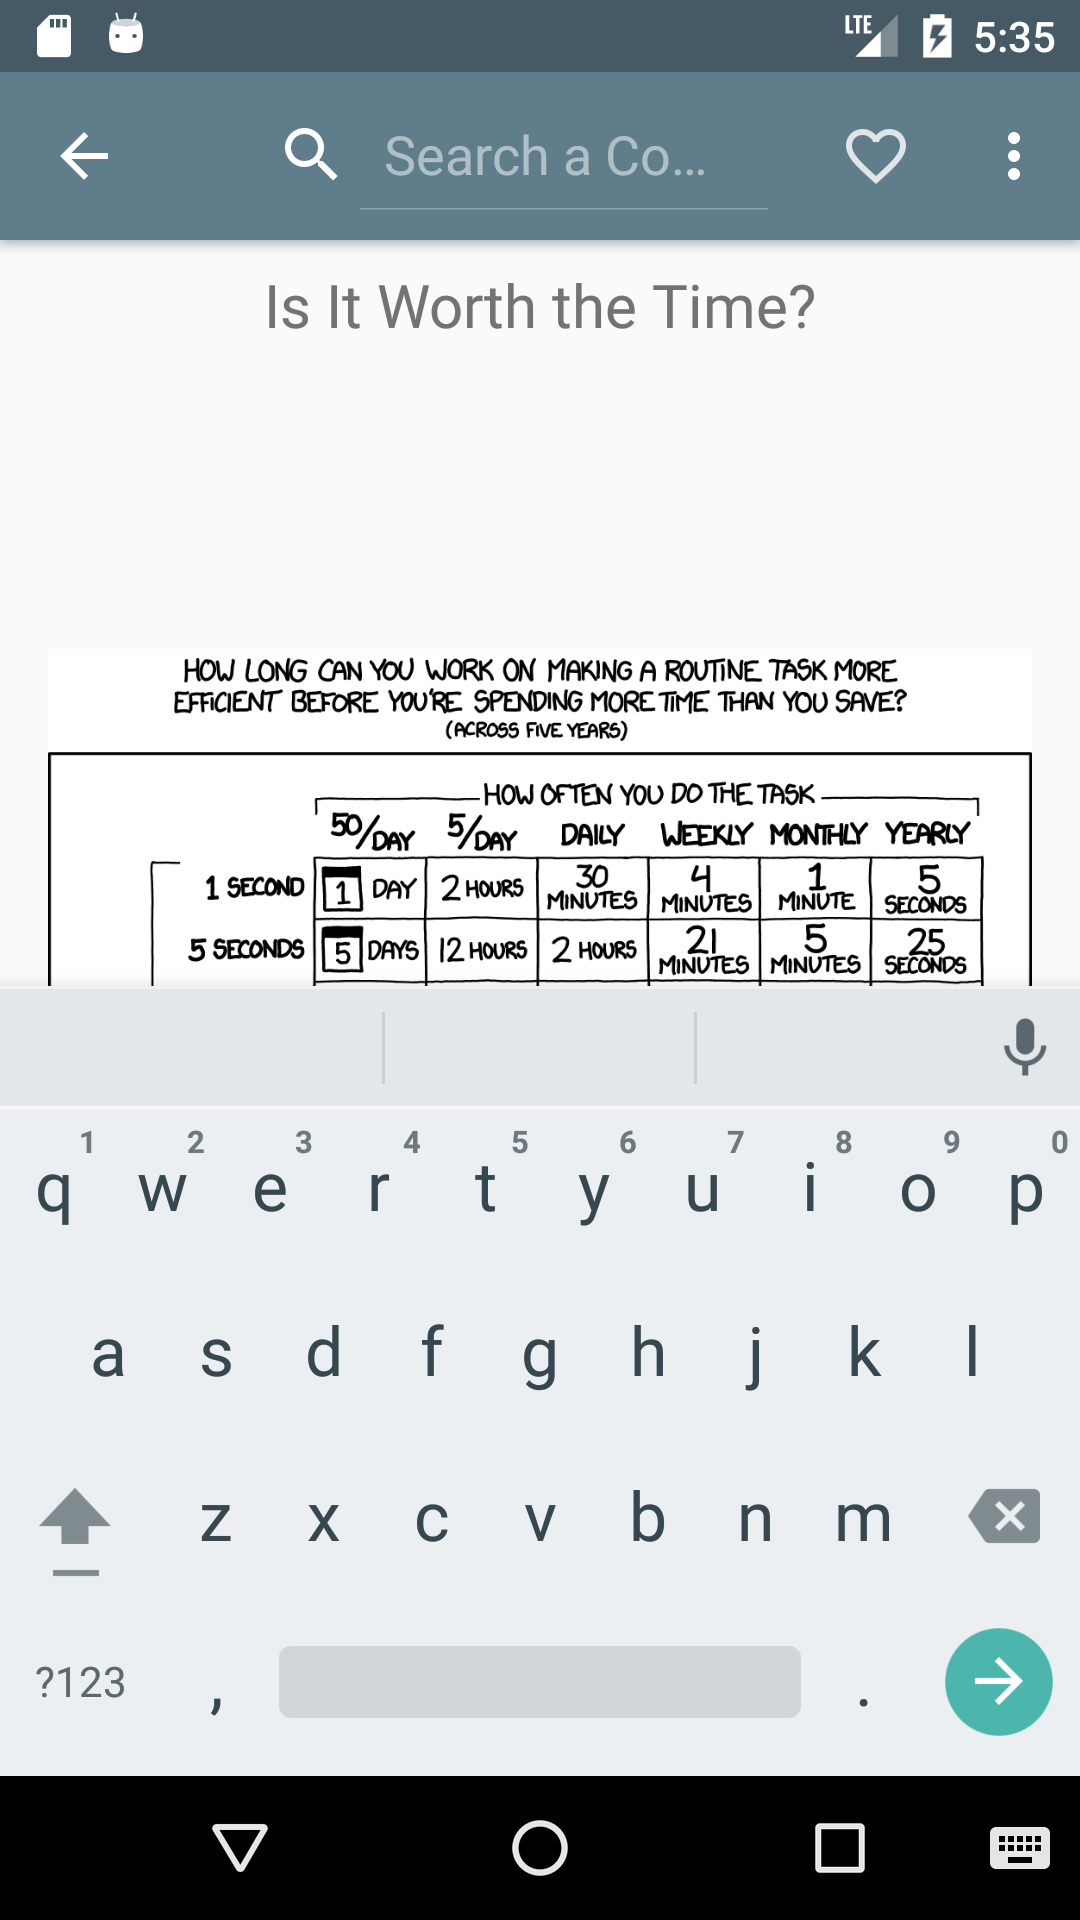 LTE 5:35
Search a Co...
Is It Worth the Time?
HOW LONG CAN YOU WORK ON MAKING A ROUTINE TASK MORE
EFFICIENT BEFORE YOU'RE SPENDING MORE TIME THAN YOU SAVE?
(ACROSS FIVE YEARS)
HOW OFTEN YOU DO THE TASK
50/DAY 5/DAY DAILY WEEKLY MONTHLY YEARLY
1 SECOND 1 DAY 2 HOURS 30 MINUTES 4 MINUTES 1 MINUTE 5 SECONDS
5 SECONDS 5 DAYS 12 HOURS 2 HOURS 21 MINUTES 5 MINUTES 25 SECONDS
1 2 3 4 5 6 7 8 9 0
q w e r t y u i o p
a s d f g h j k l
z x c v b n m
?123 , .